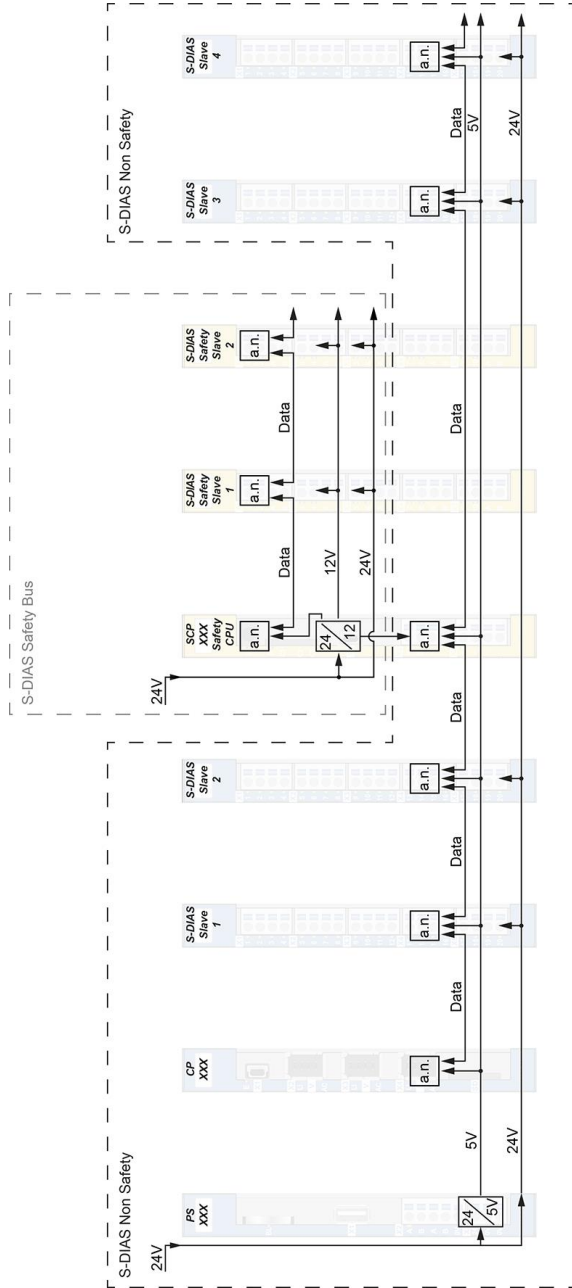 S-DIAS Non Safety
24V
PS
XXX
24
5V
5V
24V
CP
XXX
a.n.
Data
S-DIAS
Slave
1
a.n.
Data
S-DIAS
Slave
2
a.n.
Data
S-DIAS Safety Bus
24V
SCP
XXX
Safety
CPU
a.n.
24
12
a.n.
Data
12V
24V
S-DIAS
Safety
Slave
1
a.n.
Data
Data
S-DIAS
Safety
Slave
2
a.n.
S-DIAS Non Safety
S-DIAS
Slave
3
a.n.
Data
5V
24V
S-DIAS
Slave
4
a.n.